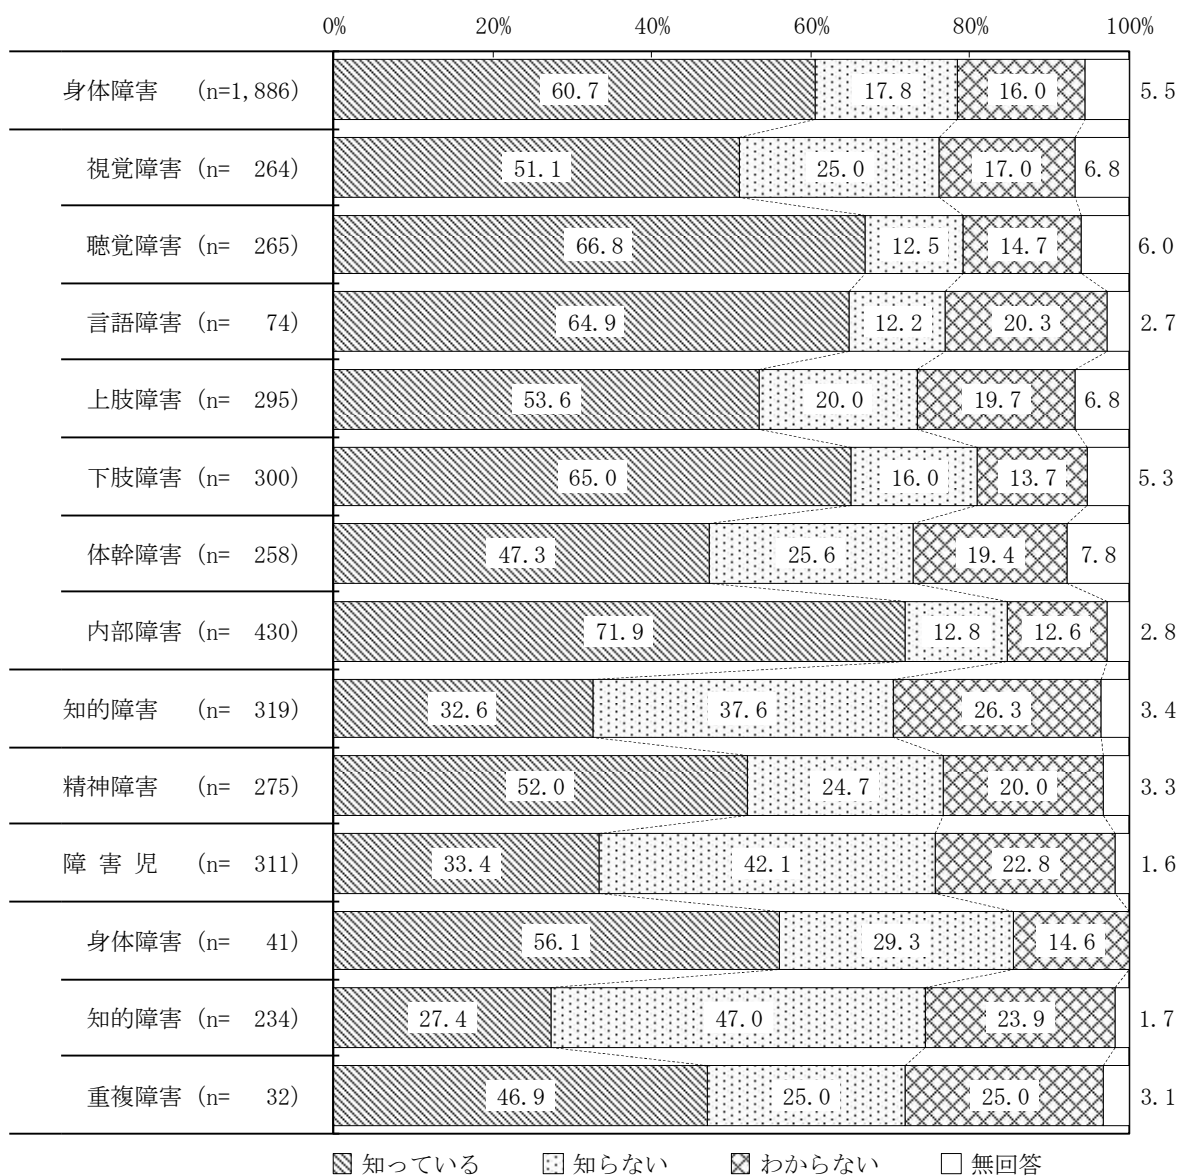 0% 20% 40% 60% 80% 100%
身体障害 (n=1,886) 60.7 17.8 16.0 5.5
視覚障害 (n= 264) 51.1 25.0 17.0 6.8
聴覚障害 (n= 265) 66.8 12.5 14.7 6.0
言語障害 (n= 74) 64.9 12.2 20.3 2.7
上肢障害 (n= 295) 53.6 20.0 19.7 6.8
下肢障害 (n= 300) 65.0 16.0 13.7 5.3
体幹障害 (n= 258) 47.3 25.6 19.4 7.8
内部障害 (n= 430) 71.9 12.8 12.6 2.8
知的障害 (n= 319) 32.6 37.6 26.3 3.4
精神障害 (n= 275) 52.0 24.7 20.0 3.3
障 害 児 (n= 311) 33.4 42.1 22.8 1.6
身体障害 (n= 41) 56.1 29.3 14.6
知的障害 (n= 234) 27.4 47.0 23.9 1.7
重複障害 (n= 32) 46.9 25.0 25.0 3.1
知っている 知らない わからない 無回答